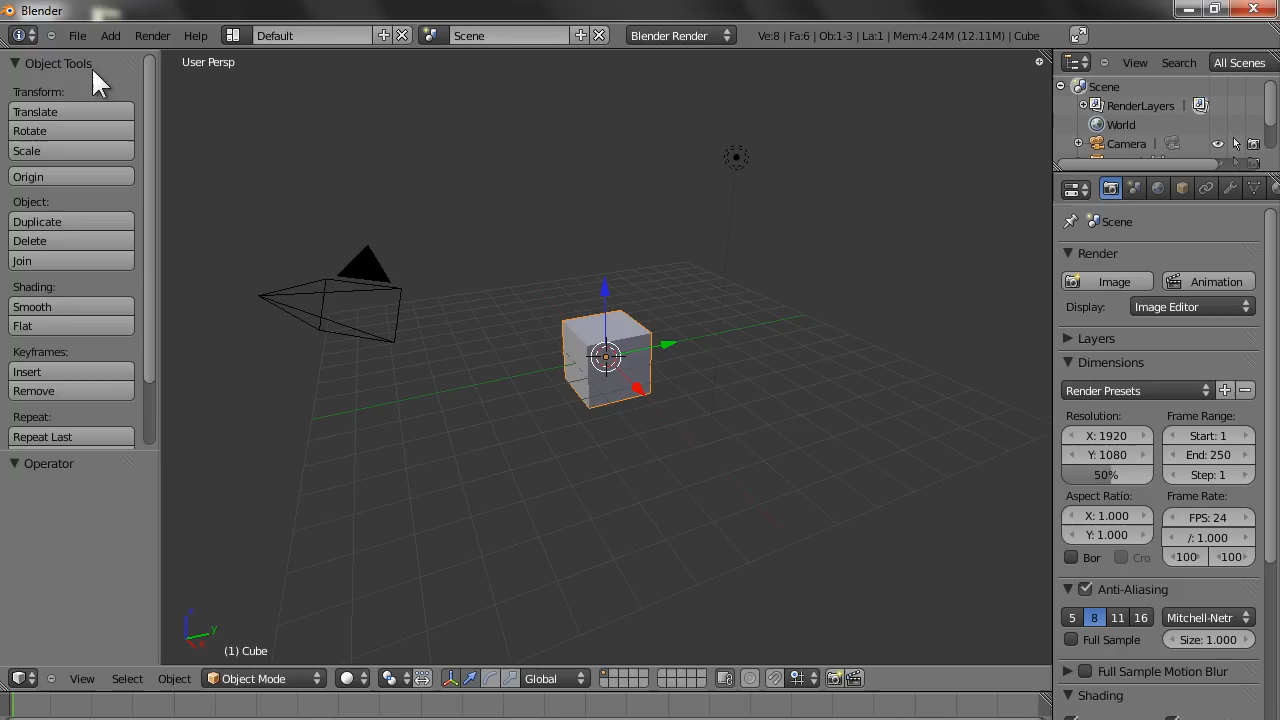 Blender
File Add Render Help Default Scene Blender Render Ve:8 | Fa:6 | Ob:1-3 | La:1 | Mem:4.24M (12.11M) | Cube
Object Tools
Transform:
Translate
Rotate
Scale
Origin
Object:
Duplicate
Delete
Join
Shading:
Smooth
Flat
Keyframes:
Insert
Remove
Repeat:
Repeat Last
Operator
User Persp
z
y
x
(1) Cube
View Select Object Object Mode Global
View Search All Scenes
Scene
RenderLayers |
World
Camera |
Scene
Render
Image Animation
Display: Image Editor
Layers
Dimensions
Render Presets
Resolution: Frame Range:
X: 1920 Start: 1
Y: 1080 End: 250
50% Step: 1
Aspect Ratio: Frame Rate:
X: 1.000 FPS: 24
Y: 1.000 /: 1.000
Bor Cro 100 100
Anti-Aliasing
5 8 11 16 Mitchell-Netr
Full Sample Size: 1.000
Full Sample Motion Blur
Shading